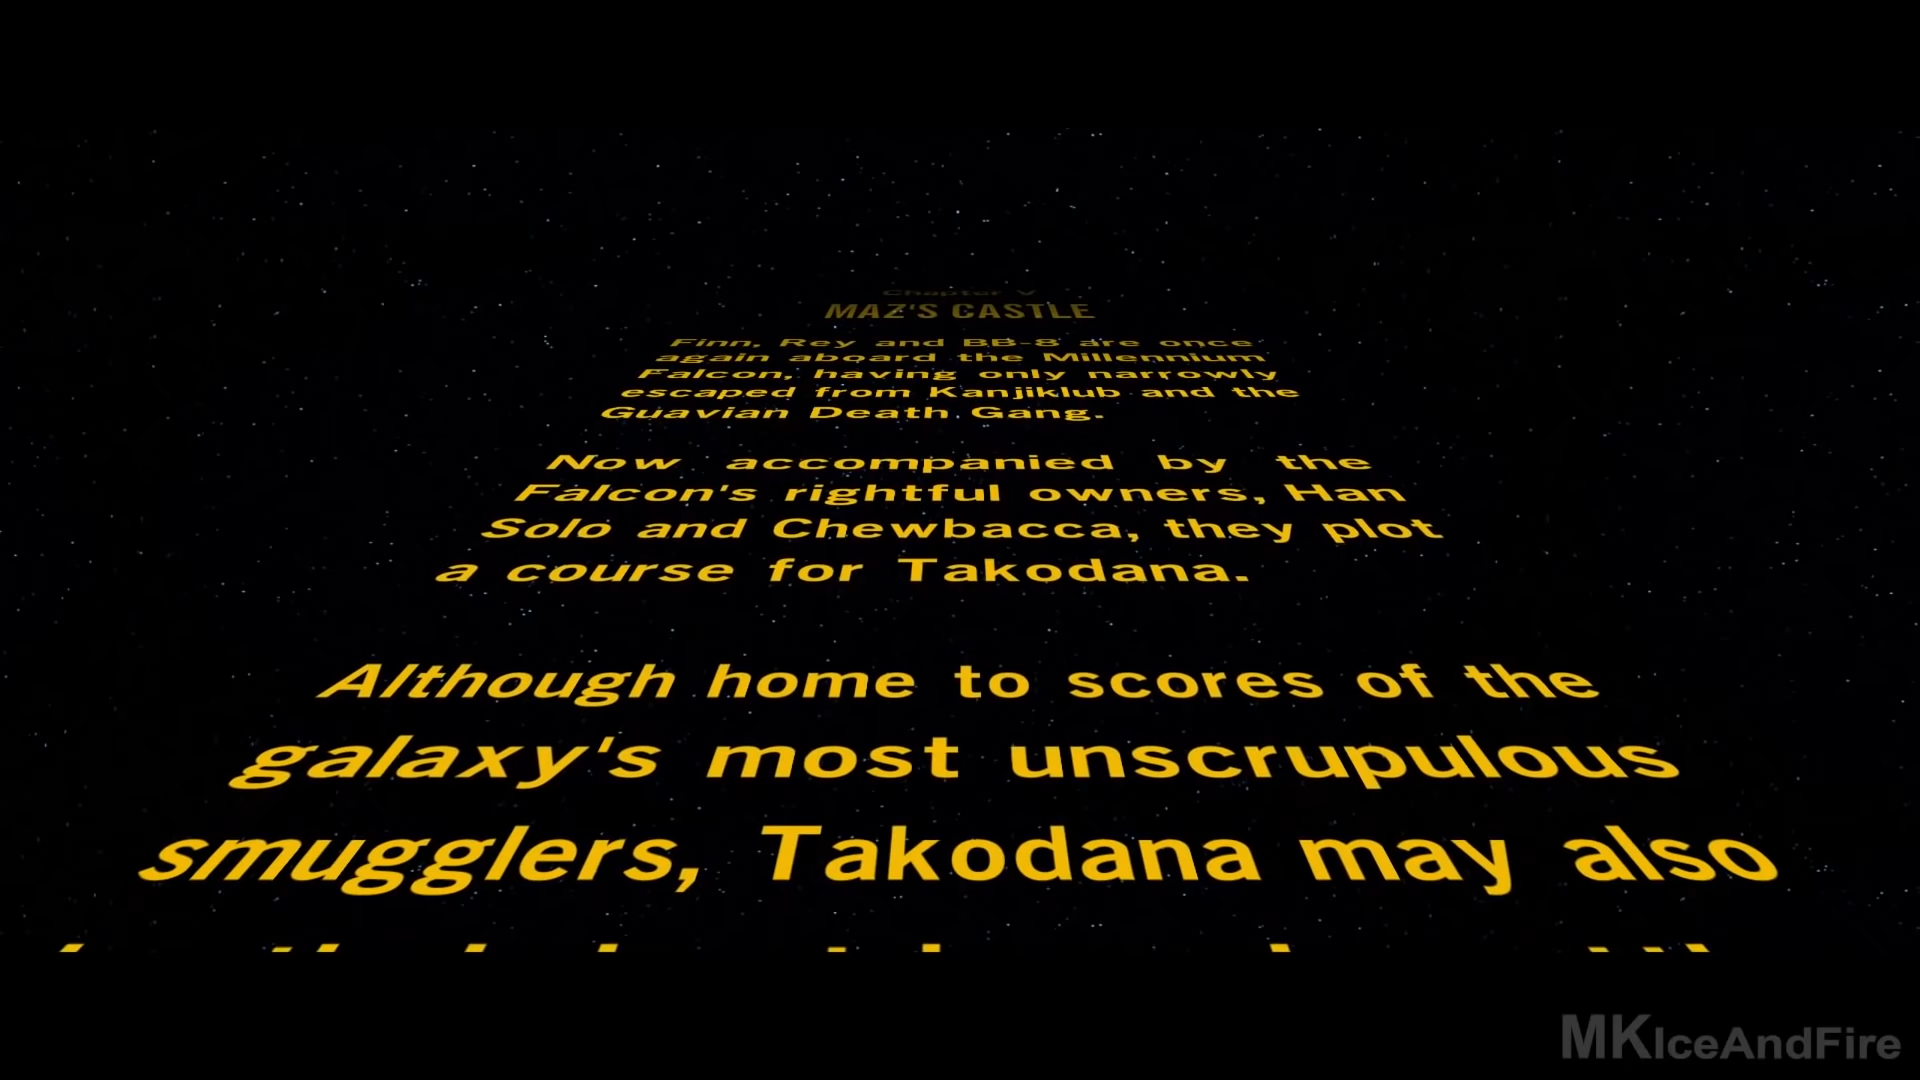 Chapter V
MAZ'S CASTLE
Finn, Rey and BB-8 are once
again aboard the Millennium
Falcon, having only narrowly
escaped from Kanjiklub and the
Guavian Death Gang.
Now accompanied by the
Falcon's rightful owners, Han
Solo and Chewbacca, they plot
a course for Takodana.
Although home to scores of the
galaxy's most unscrupulous
smugglers, Takodana may also
MKIceAndFire